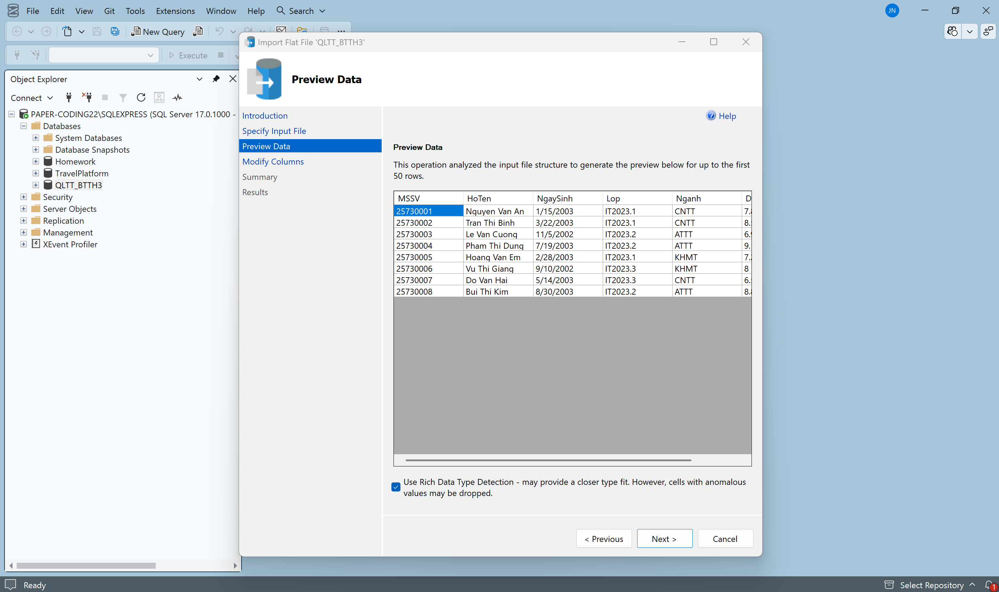 File Edit View Git Tools Extensions Window Help Search
JN
New Query
Execute
Object Explorer
Connect
PAPER-CODING22\SQLEXPRESS (SQL Server 17.0.1000 -
Databases
System Databases
Database Snapshots
Homework
TravelPlatform
QLTT_BTTH3
Security
Server Objects
Replication
Management
XEvent Profiler
Import Flat File 'QLTT_BTTH3'
Preview Data
Introduction
Specify Input File
Preview Data
Modify Columns
Summary
Results
Help
Preview Data
This operation analyzed the input file structure to generate the preview below for up to the first
50 rows.
MSSV HoTen NgaySinh Lop Nganh D
25730001 Nguyen Van An 1/15/2003 IT2023.1 CNTT 7.
25730002 Tran Thi Binh 3/22/2003 IT2023.1 CNTT 8.
25730003 Le Van Cuong 11/5/2002 IT2023.2 ATTT 6.
25730004 Pham Thi Dung 7/19/2003 IT2023.2 ATTT 9.
25730005 Hoang Van Em 2/28/2003 IT2023.1 KHMT 7.
25730006 Vu Thi Giang 9/10/2002 IT2023.3 KHMT 8
25730007 Do Van Hai 5/14/2003 IT2023.3 CNTT 6.
25730008 Bui Thi Kim 8/30/2003 IT2023.2 ATTT 8.
Use Rich Data Type Detection - may provide a closer type fit. However, cells with anomalous
values may be dropped.
< Previous Next > Cancel
Ready
Select Repository 1